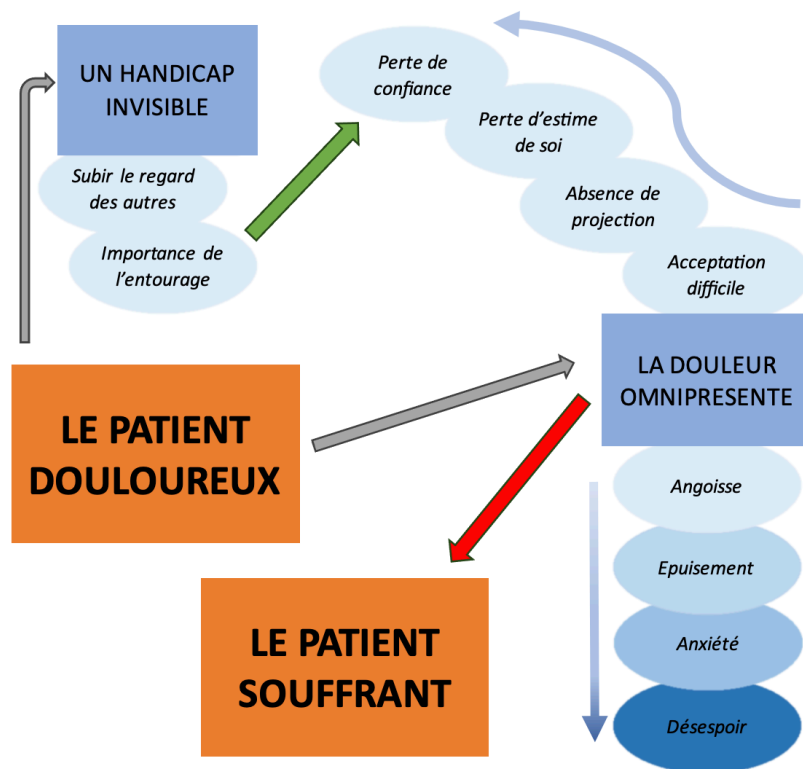 UN HANDICAP
INVISIBLE
Subir le regard
des autres
Importance de
l’entourage
Perte de
confiance
Perte d’estime
de soi
Absence de
projection
Acceptation
difficile
LE PATIENT
DOULOUREUX
LA DOULEUR
OMNIPRESENTE
Angoisse
Epuisement
Anxiété
Désespoir
LE PATIENT
SOUFFRANT